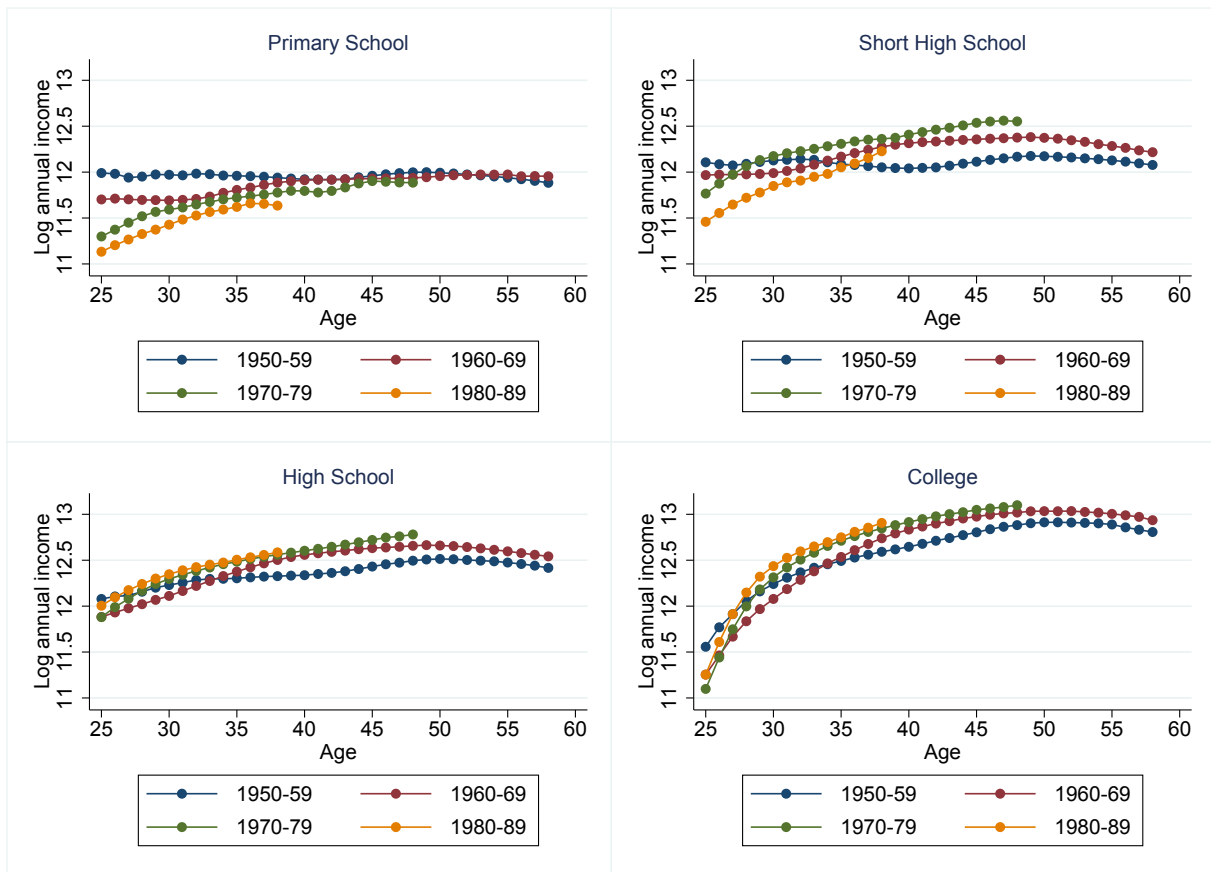 Primary School
Log annual income
13
12.5
12
11.5
11
25 30 35 40 45 50 55 60
Age
1950-59 1960-69
1970-79 1980-89
Short High School
Log annual income
13
12.5
12
11.5
11
25 30 35 40 45 50 55 60
Age
1950-59 1960-69
1970-79 1980-89
High School
Log annual income
13
12.5
12
11.5
11
25 30 35 40 45 50 55 60
Age
1950-59 1960-69
1970-79 1980-89
College
Log annual income
13
12.5
12
11.5
11
25 30 35 40 45 50 55 60
Age
1950-59 1960-69
1970-79 1980-89